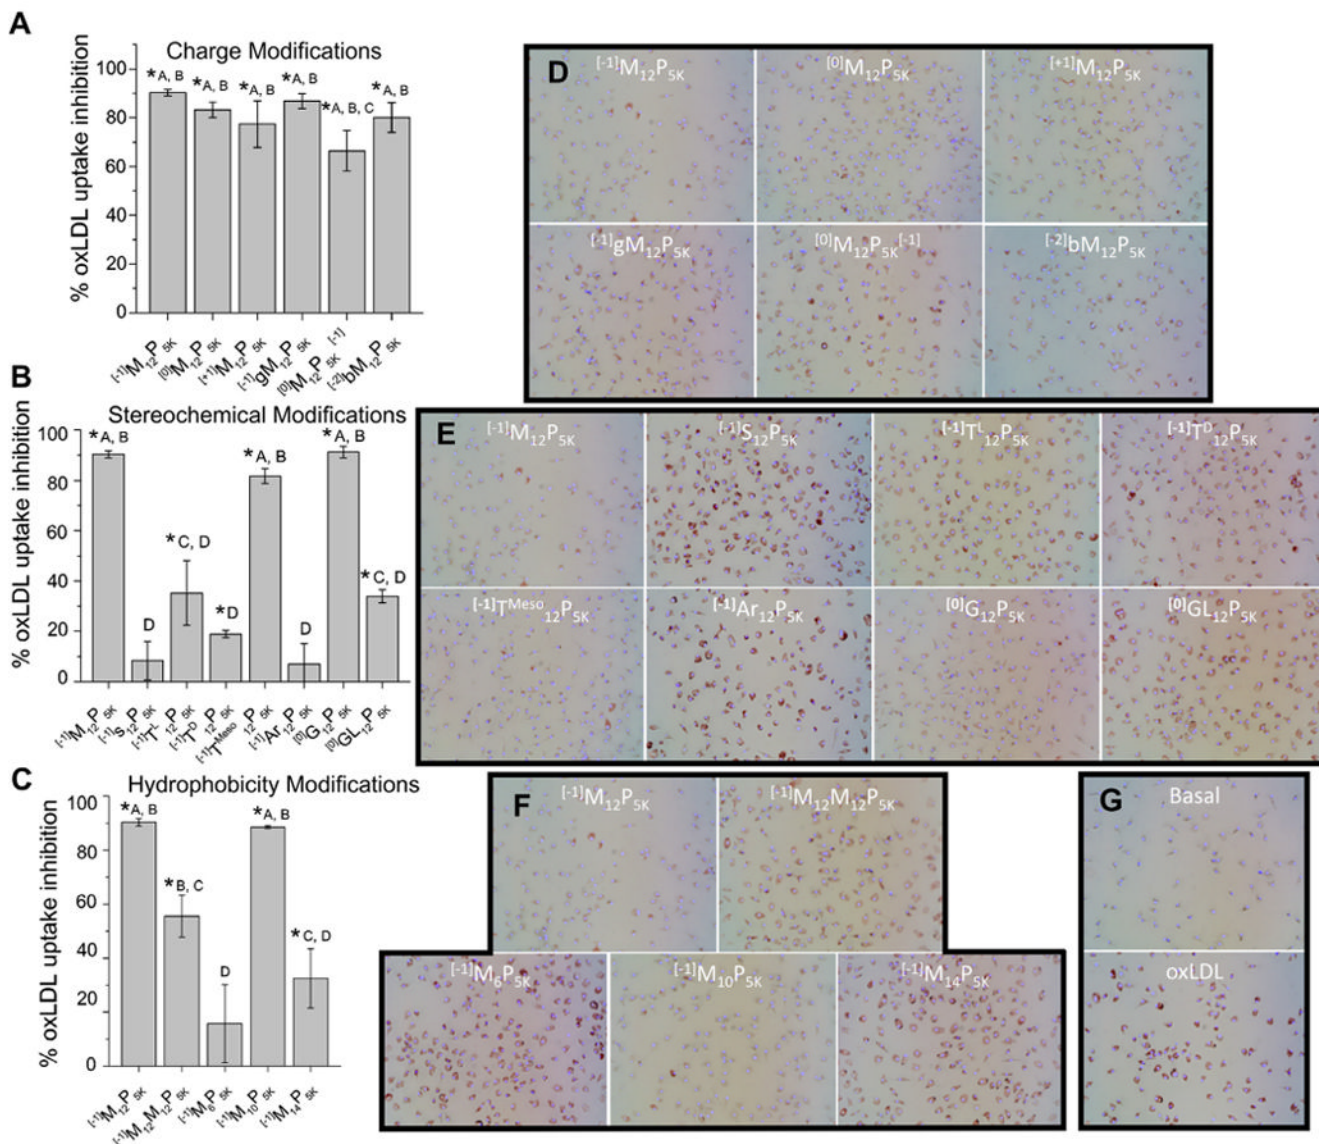 A
Charge Modifications
% oxLDL uptake inhibition
100
80
60
40
20
0
*A, B
*A, B
*A, B
*A, B
*A, B, C
*A, B
[-1]M12P5K
[0]M12P5K
[+1]M12P5K
[-1]gM12P5K
[0]M12P5K[-1]
[-2]bM12P5K
D
[-1]M12P5K
[0]M12P5K
[+1]M12P5K
[-1]gM12P5K
[0]M12P5K[-1]
[-2]bM12P5K
B
Stereochemical Modifications
% oxLDL uptake inhibition
100
80
60
40
20
0
*A, B
D
*C, D
*D
*A, B
D
*A, B
*C, D
[-1]M12P5K
[-1]S12P5K
[-1]TL12P5K
[-1]TD12P5K
[-1]TMeso12P5K
[-1]Ar12P5K
[0]G12P5K
[0]GL12P5K
E
[-1]M12P5K
[-1]S12P5K
[-1]TL12P5K
[-1]TD12P5K
[-1]TMeso12P5K
[-1]Ar12P5K
[0]G12P5K
[0]GL12P5K
C
Hydrophobicity Modifications
% oxLDL uptake inhibition
100
80
60
40
20
0
*A, B
*B, C
D
*A, B
*C, D
[-1]M12P5K
[-1]M12M12P5K
[-1]M6P5K
[-1]M10P5K
[-1]M14P5K
F
[-1]M12P5K
[-1]M12M12P5K
[-1]M6P5K
[-1]M10P5K
[-1]M14P5K
G
Basal
oxLDL